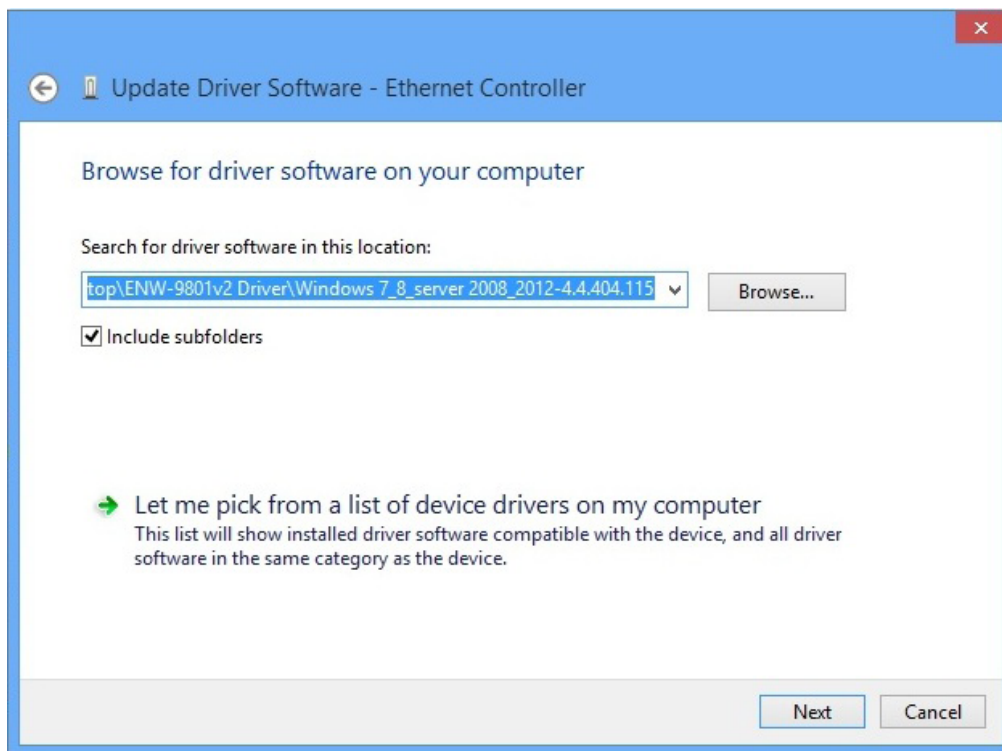 Update Driver Software - Ethernet Controller
Browse for driver software on your computer
Search for driver software in this location:
top\ENW-9801v2 Driver\Windows 7_8_server 2008_2012-4.4.404.115
Browse...
Include subfolders
Let me pick from a list of device drivers on my computer
This list will show installed driver software compatible with the device, and all driver
software in the same category as the device.
Next
Cancel